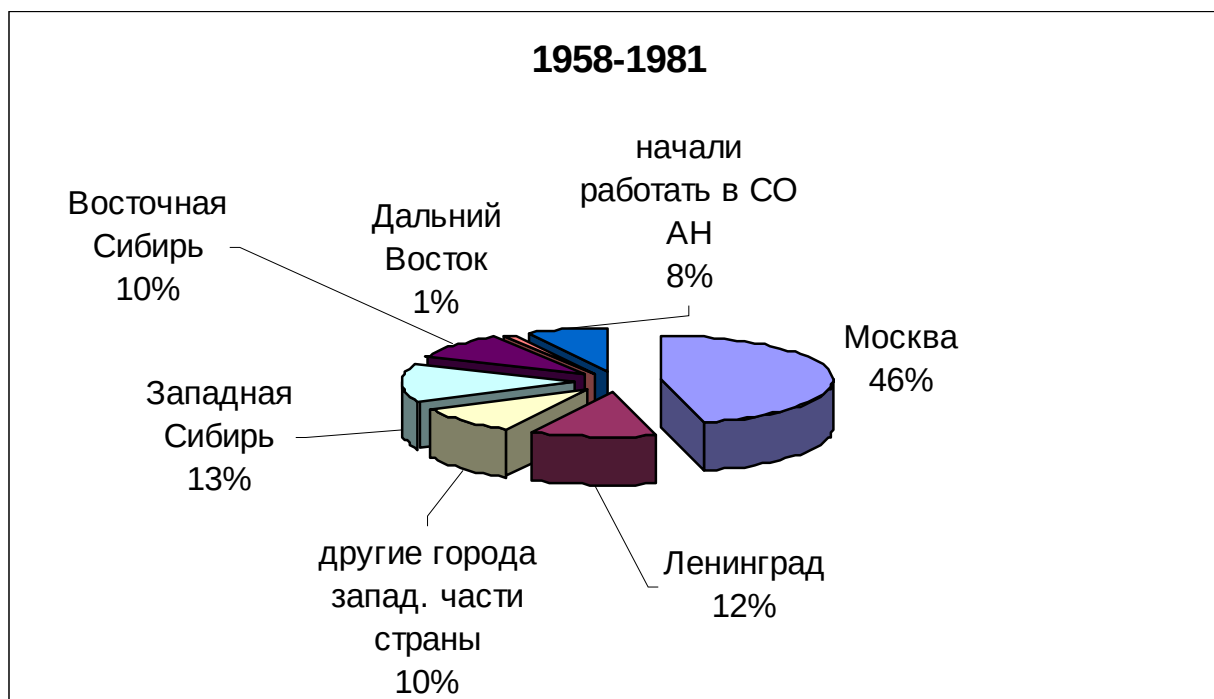 1958-1981
начали
работать в СО
АН
8%
Восточная
Сибирь
10%
Дальний
Восток
1%
Москва
46%
Западная
Сибирь
13%
другие города
запад. части
страны
10%
Ленинград
12%